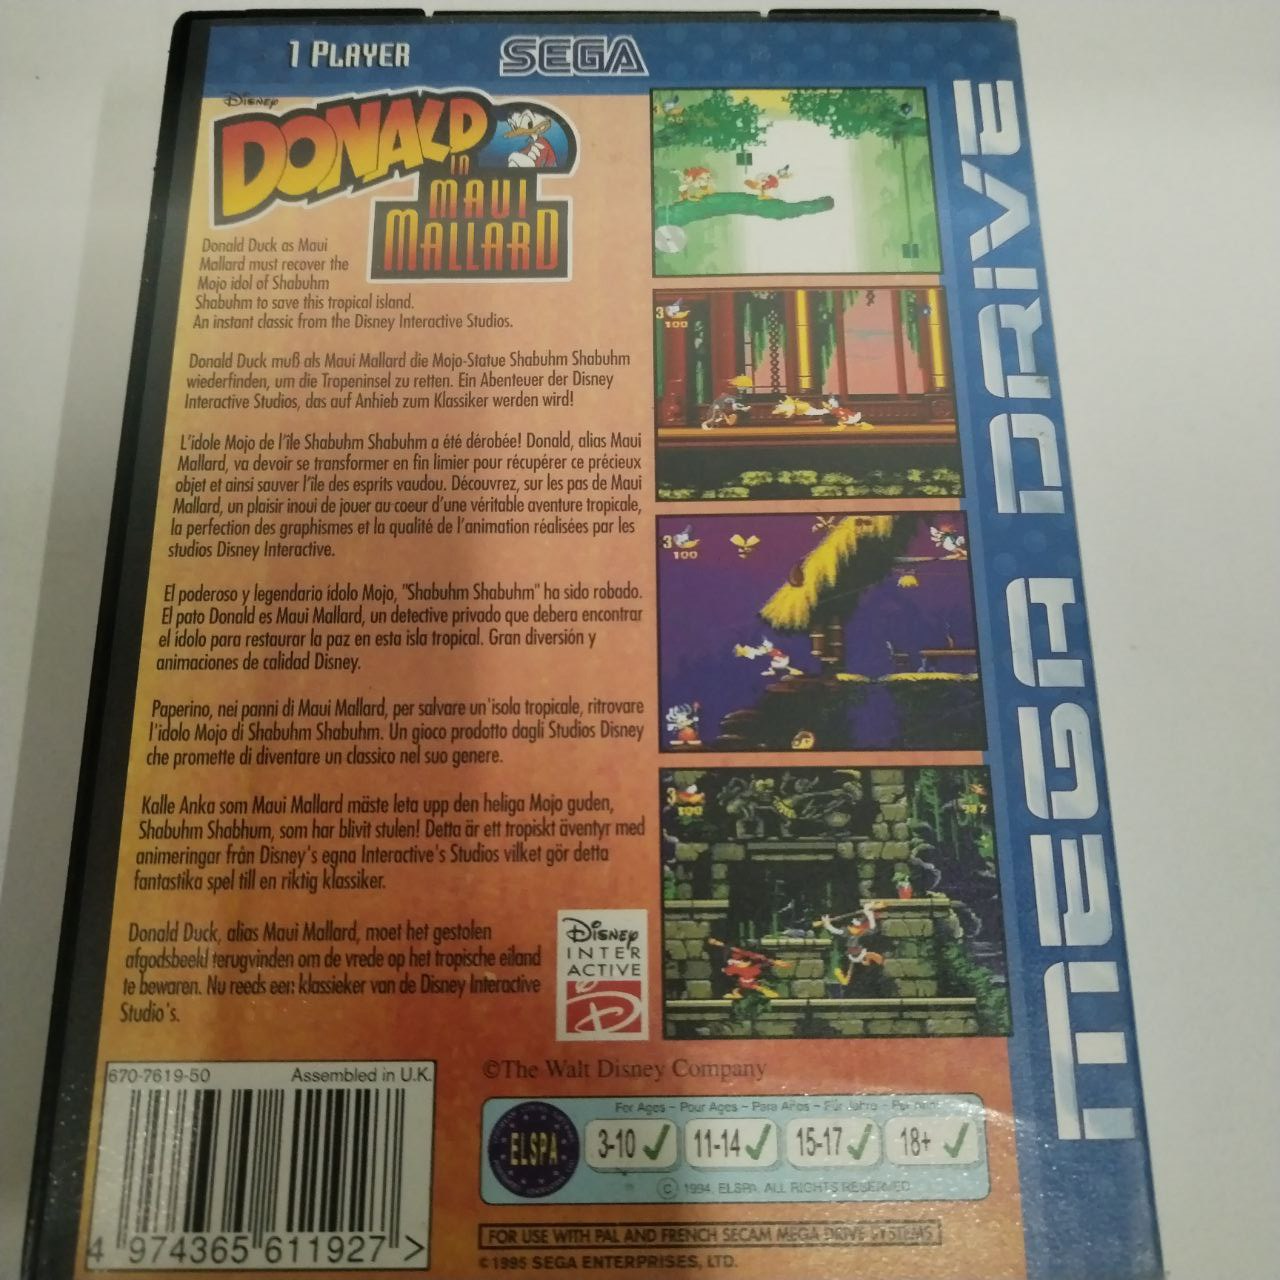 1 PLAYER
SEGA
DISNEY
DONALD
IN
MAUI
MALLARD
Donald Duck as Maui
Mallard must recover the
Mojo idol of Shabuhm
Shabuhm to save this tropical island.
An instant classic from the Disney Interactive Studios.
Donald Duck muß als Maui Mallard die Mojo-Statue Shabuhm Shabuhm
wiederfinden, um die Tropeninsel zu retten. Ein Abenteuer der Disney
Interactive Studios, das auf Anhieb zum Klassiker werden wird!
L'idole Mojo de l'île Shabuhm Shabuhm a été dérobée! Donald, alias Maui
Mallard, va devoir se transformer en fin limier pour récupérer ce précieux
objet et ainsi sauver l'île des esprits vaudou. Découvrez, sur les pas de Maui
Mallard, un plaisir inoui de jouer au coeur d'une véritable aventure tropicale,
la perfection des graphismes et la qualité de l'animation réalisées par les
studios Disney Interactive.
El poderoso y legendario ídolo Mojo, "Shabuhm Shabuhm" ha sido robado.
El pato Donald es Maui Mallard, un detective privado que debera encontrar
el ídolo para restaurar la paz en esta isla tropical. Gran diversión y
animaciones de calidad Disney.
Paperino, nei panni di Maui Mallard, per salvare un'isola tropicale, ritrovare
l'idolo Mojo di Shabuhm Shabuhm. Un gioco prodotto dagli Studios Disney
che promette di diventare un classico nel suo genere.
Kalle Anka som Maui Mallard mäste leta upp den heliga Mojo guden,
Shabuhm Shabhum, som har blivit stulen! Detta är ett tropiskt äventyr med
animeringar från Disney's egna Interactive's Studios vilket gör detta
fantastika spel till en riktig klassiker.
Donald Duck, alias Maui Mallard, moet het gestolen
afgodsbeeld terugvinden om de vrede op het tropische eiland
te bewaren. Nu reeds een klassieker van de Disney Interactive
Studio's.
DISNEY
INTER
ACTIVE
D
3
100
3
100
3
100
MEGA DRIVE
670-7619-50 Assembled in U.K.
4 974365 611927 >
©The Walt Disney Company
For Ages - Pour Ages - Para Años - Für Jahre -
ELSPA
3-10 11-14 15-17 18+
© 1994 ELSPA. ALL RIGHTS RESERVED
FOR USE WITH PAL AND FRENCH SECAM MEGA DRIVE SYSTEMS
©1995 SEGA ENTERPRISES, LTD.